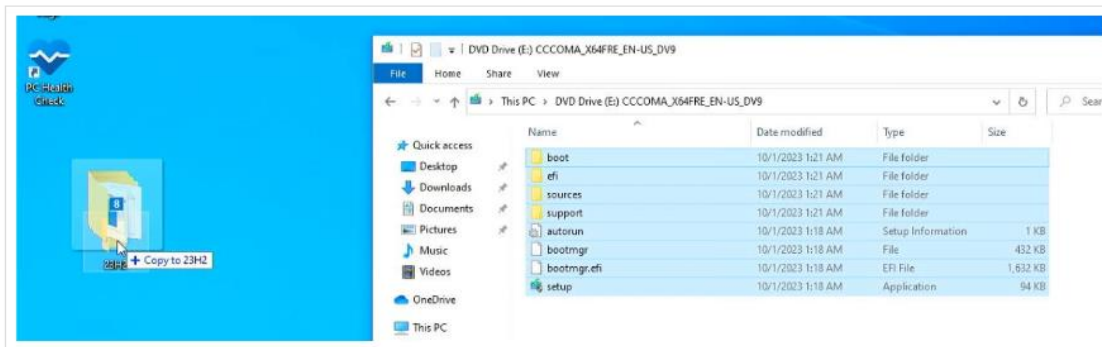 PC Health
Check
8
23H2
+ Copy to 23H2
DVD Drive (E:) CCCOMA_X64FRE_EN-US_DV9
File Home Share View
This PC > DVD Drive (E:) CCCOMA_X64FRE_EN-US_DV9
Name Date modified Type Size
Quick access
Desktop
Downloads
Documents
Pictures
Music
Videos
OneDrive
This PC
boot 10/1/2023 1:21 AM File folder
efi 10/1/2023 1:21 AM File folder
sources 10/1/2023 1:21 AM File folder
support 10/1/2023 1:21 AM File folder
autorun 10/1/2023 1:18 AM Setup Information 1 KB
bootmgr 10/1/2023 1:18 AM File 432 KB
bootmgr.efi 10/1/2023 1:18 AM EFI File 1,632 KB
setup 10/1/2023 1:18 AM Application 94 KB